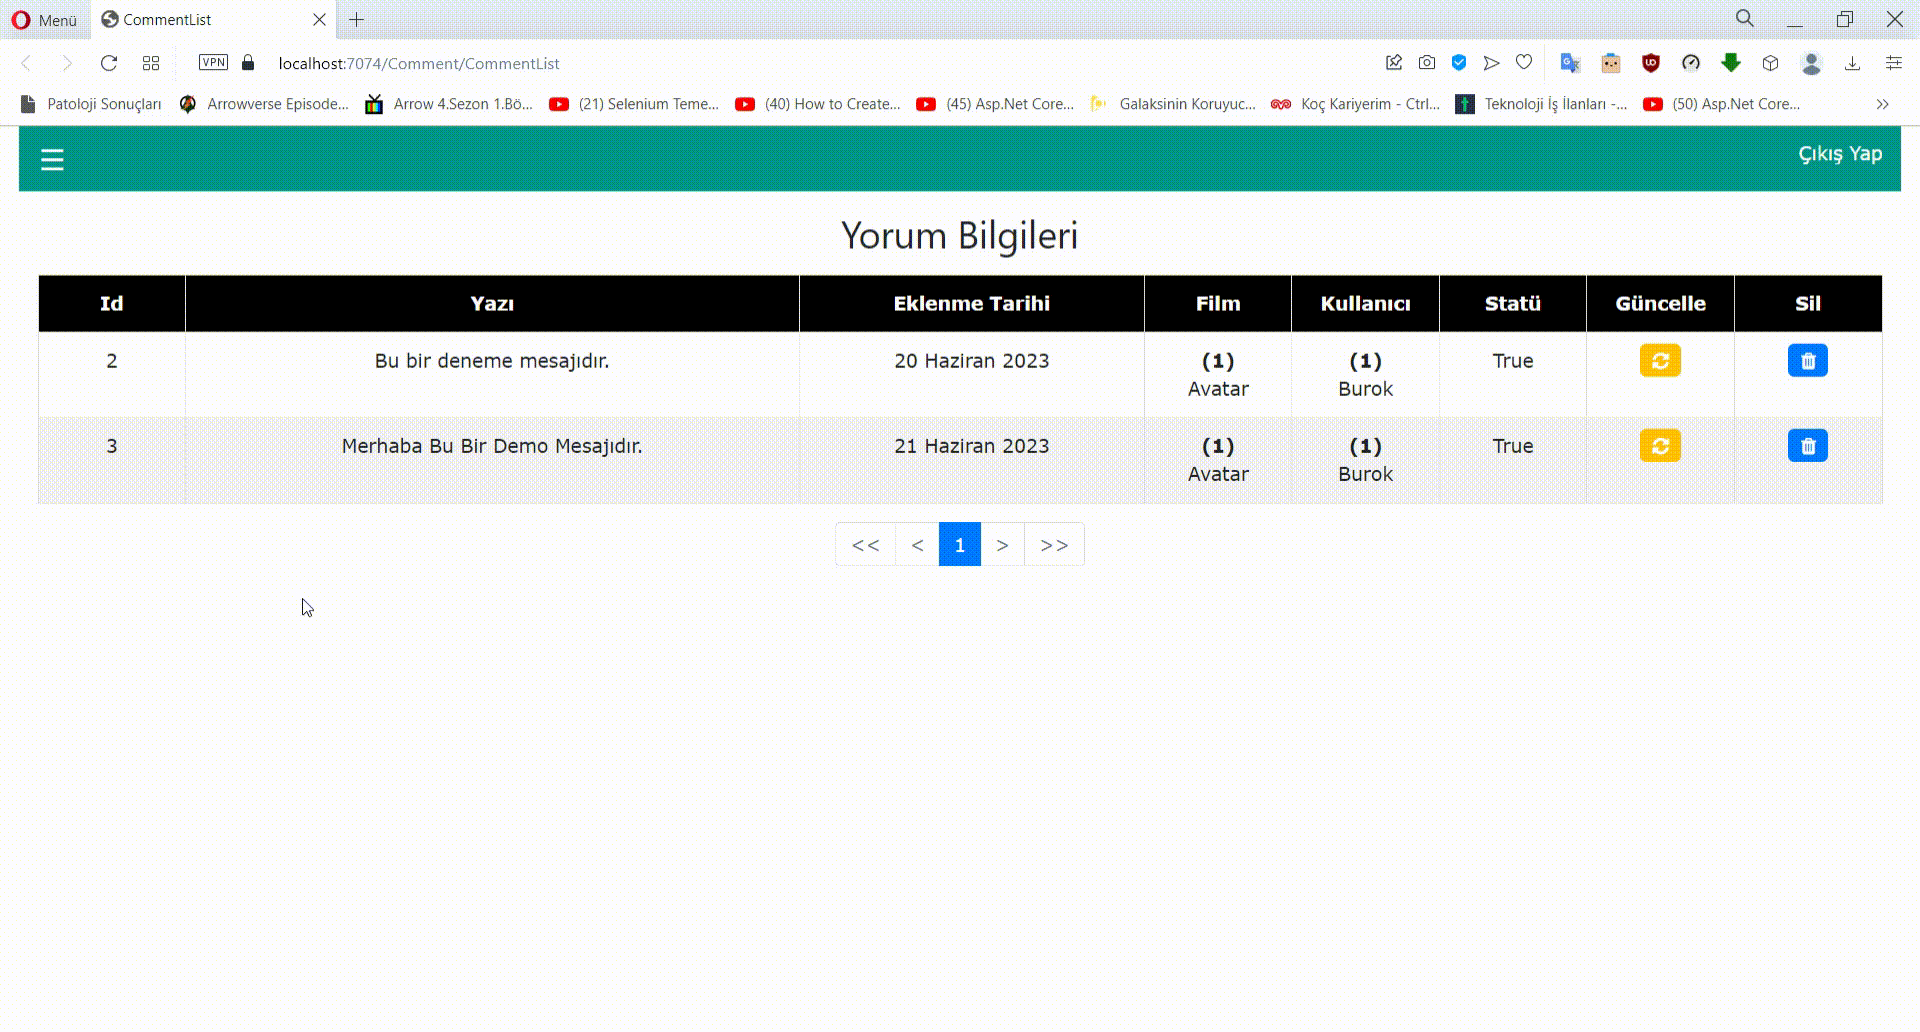 Menü CommentList
VPN localhost:7074/Comment/CommentList
Patoloji Sonuçları Arrowverse Episode... Arrow 4.Sezon 1.Bö... (21) Selenium Teme... (40) How to Create... (45) Asp.Net Core... Galaksinin Koruyuc... Koç Kariyerim - Ctrl... Teknoloji İş İlanları -... (50) Asp.Net Core... >>
Çıkış Yap
Yorum Bilgileri
Id Yazı Eklenme Tarihi Film Kullanıcı Statü Güncelle Sil
2 Bu bir deneme mesajıdır. 20 Haziran 2023 (1) (1) True
Avatar Burok
3 Merhaba Bu Bir Demo Mesajıdır. 21 Haziran 2023 (1) (1) True
Avatar Burok
<< < 1 > >>